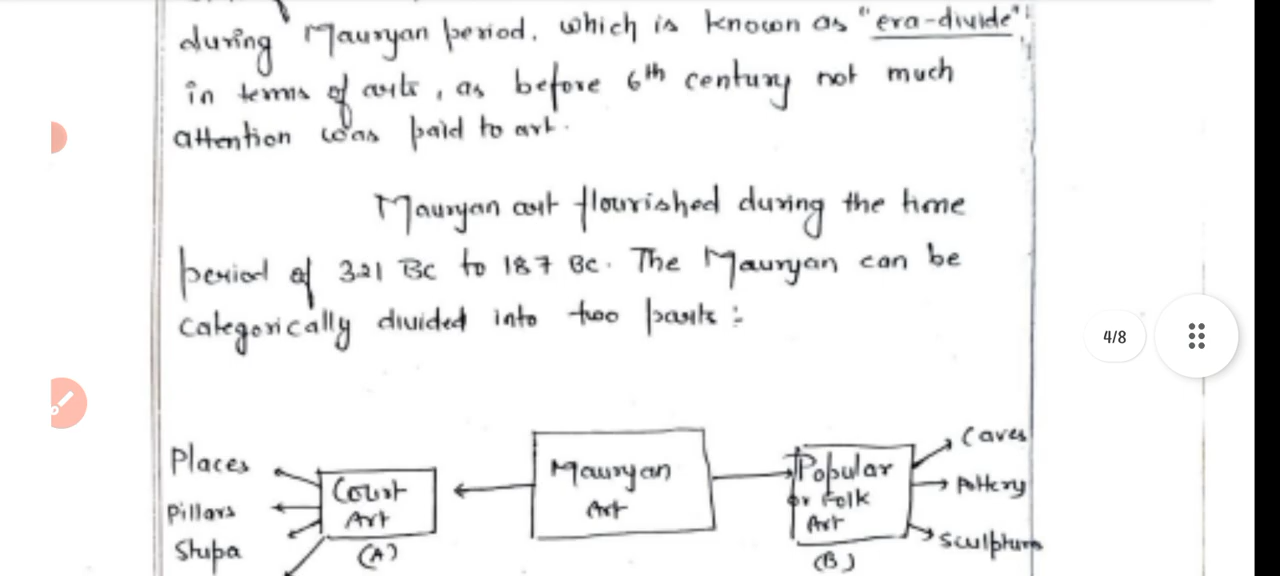 during Mauryan period, which is known as "era-divide"
in terms of arts, as before 6th century not much
attention was paid to art.
Mauryan art flourished during the time
period of 321 BC to 187 BC. The Mauryan can be
categorically divided into two parts :
4/8
Caves
Places
Mauryan
Popular
Pottery
Court
Art
or Folk
Pillars
Art
Art
Sculpture
Stupa
(A)
(B)